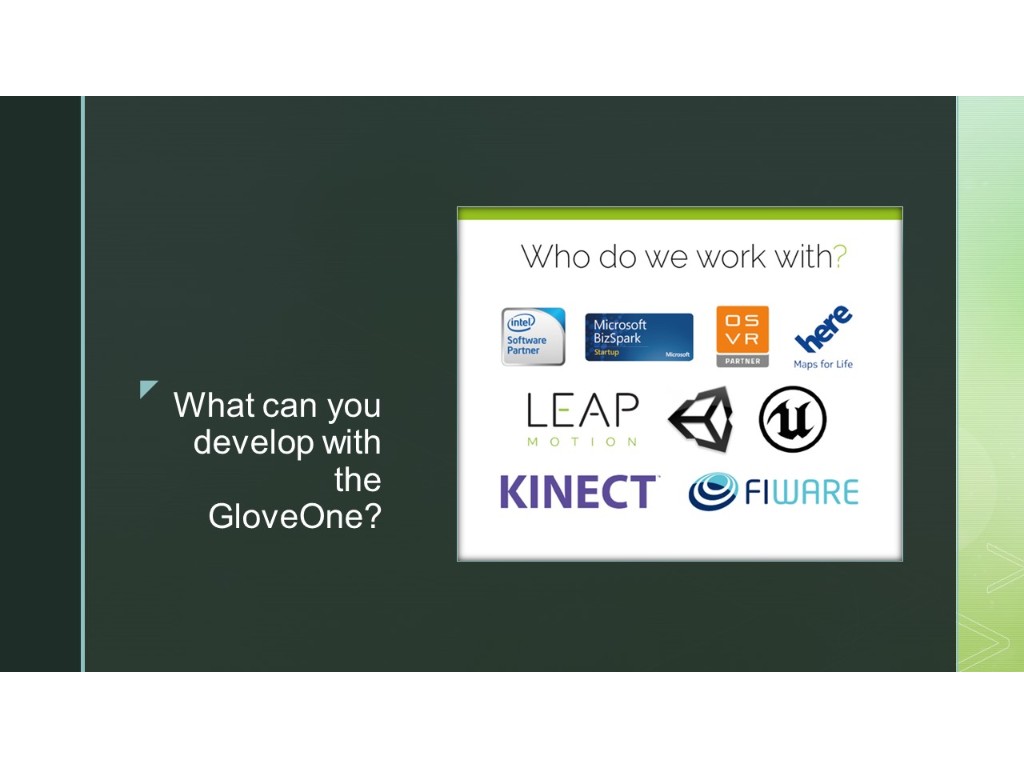 What can you
develop with
the
GloveOne?
Who do we work with?
intel
Software
Partner
Microsoft
BizSpark
Startup
Microsoft
OS
VR
PARTNER
here
Maps for Life
LEAP
MOTION
KINECT
FIWARE